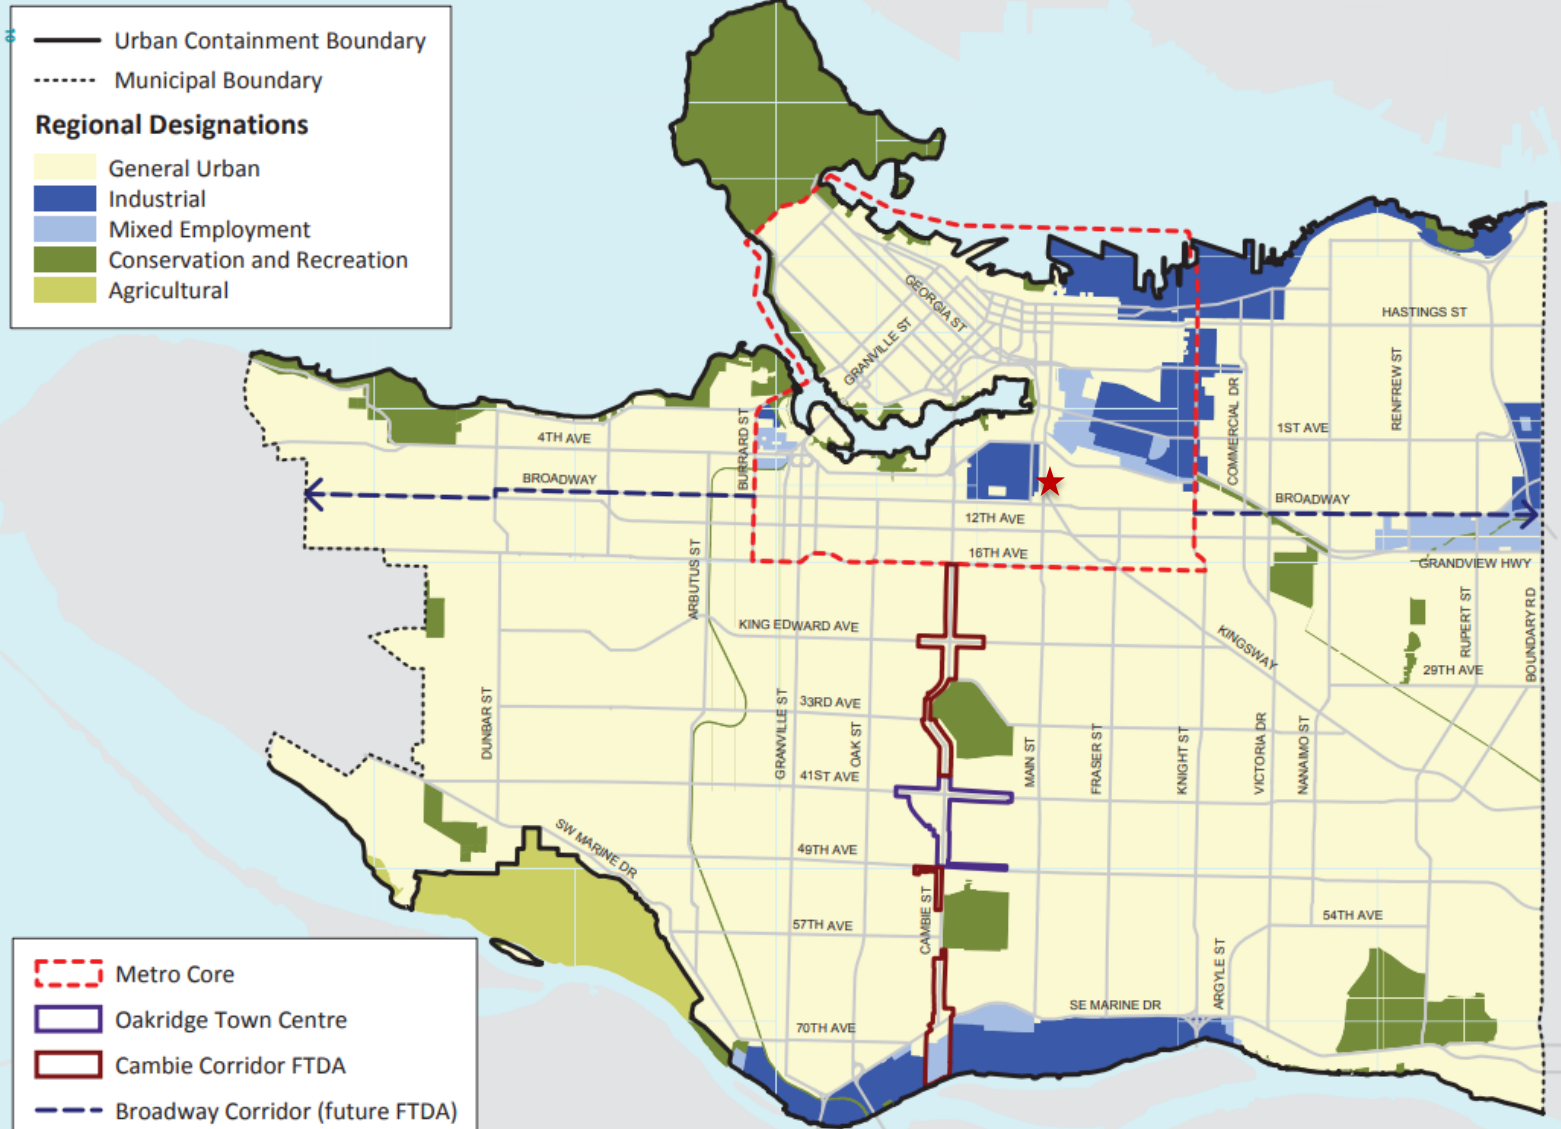 Urban Containment Boundary
Municipal Boundary
Regional Designations
General Urban
Industrial
Mixed Employment
Conservation and Recreation
Agricultural
10
GEORGIA ST
GRANVILLE ST
HASTINGS ST
RENFREW ST
COMMERCIAL DR
1ST AVE
BURRARD ST
4TH AVE
BROADWAY
BROADWAY
12TH AVE
16TH AVE
GRANDVIEW HWY
ARBUTUS ST
KING EDWARD AVE
KINGSWAY
RUPERT ST
BOUNDARY RD
29TH AVE
DUNBAR ST
33RD AVE
GRANVILLE ST
OAK ST
41ST AVE
MAIN ST
FRASER ST
KNIGHT ST
VICTORIA DR
NANAIMO ST
SW MARINE DR
49TH AVE
CAMBIE ST
57TH AVE
54TH AVE
ARGYLE ST
SE MARINE DR
70TH AVE
Metro Core
Oakridge Town Centre
Cambie Corridor FTDA
Broadway Corridor (future FTDA)